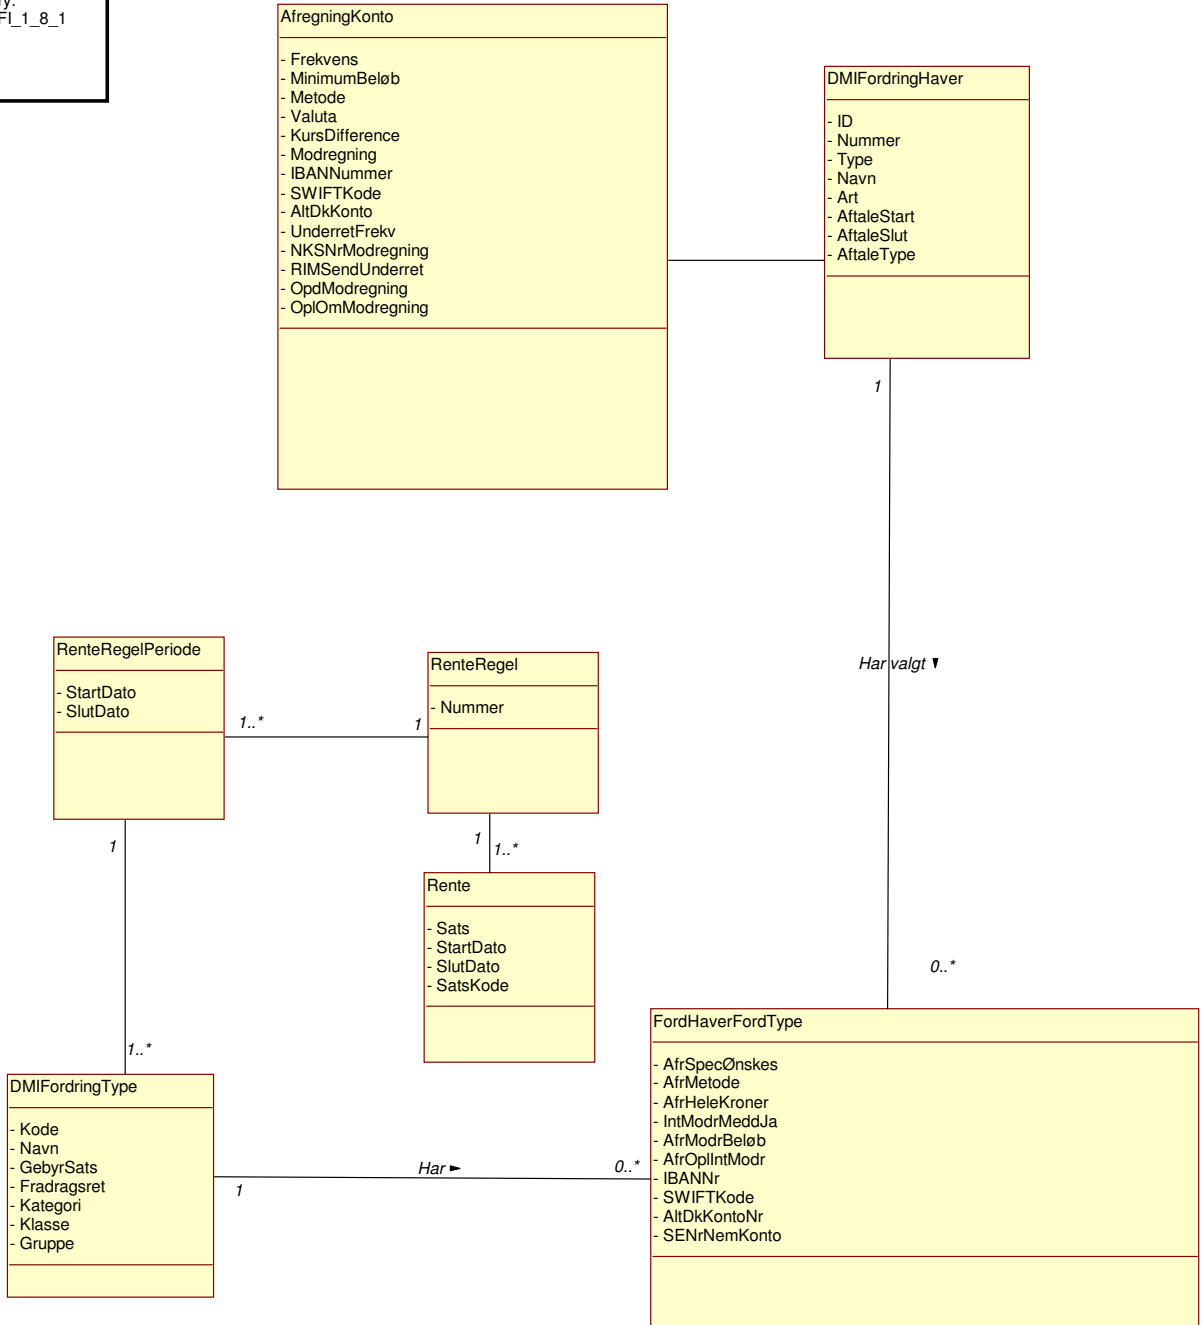 FI_1_8_1
AfregningKonto
- Frekvens
- MinimumBeløb
- Metode
- Valuta
- KursDifference
- Modregning
- IBANNummer
- SWIFTKode
- AltDkKonto
- UnderretFrekv
- NKSNrModregning
- RIMSendUnderret
- OpdModregning
- OplOmModregning
DMIFordringHaver
- ID
- Nummer
- Type
- Navn
- Art
- AftaleStart
- AftaleSlut
- AftaleType
1
Har valgt
0..*
RenteRegelPeriode
- StartDato
- SlutDato
1..*
1
RenteRegel
- Nummer
1
1..*
Rente
- Sats
- StartDato
- SlutDato
- SatsKode
1
1..*
DMIFordringType
- Kode
- Navn
- GebyrSats
- Fradragsret
- Kategori
- Klasse
- Gruppe
1
Har ►
0..*
FordHaverFordType
- AfrSpecØnskes
- AfrMetode
- AfrHeleKroner
- IntModrMeddJa
- AfrModrBeløb
- AfrOplIntModr
- IBANNr
- SWIFTKode
- AltDkKontoNr
- SENrNemKonto